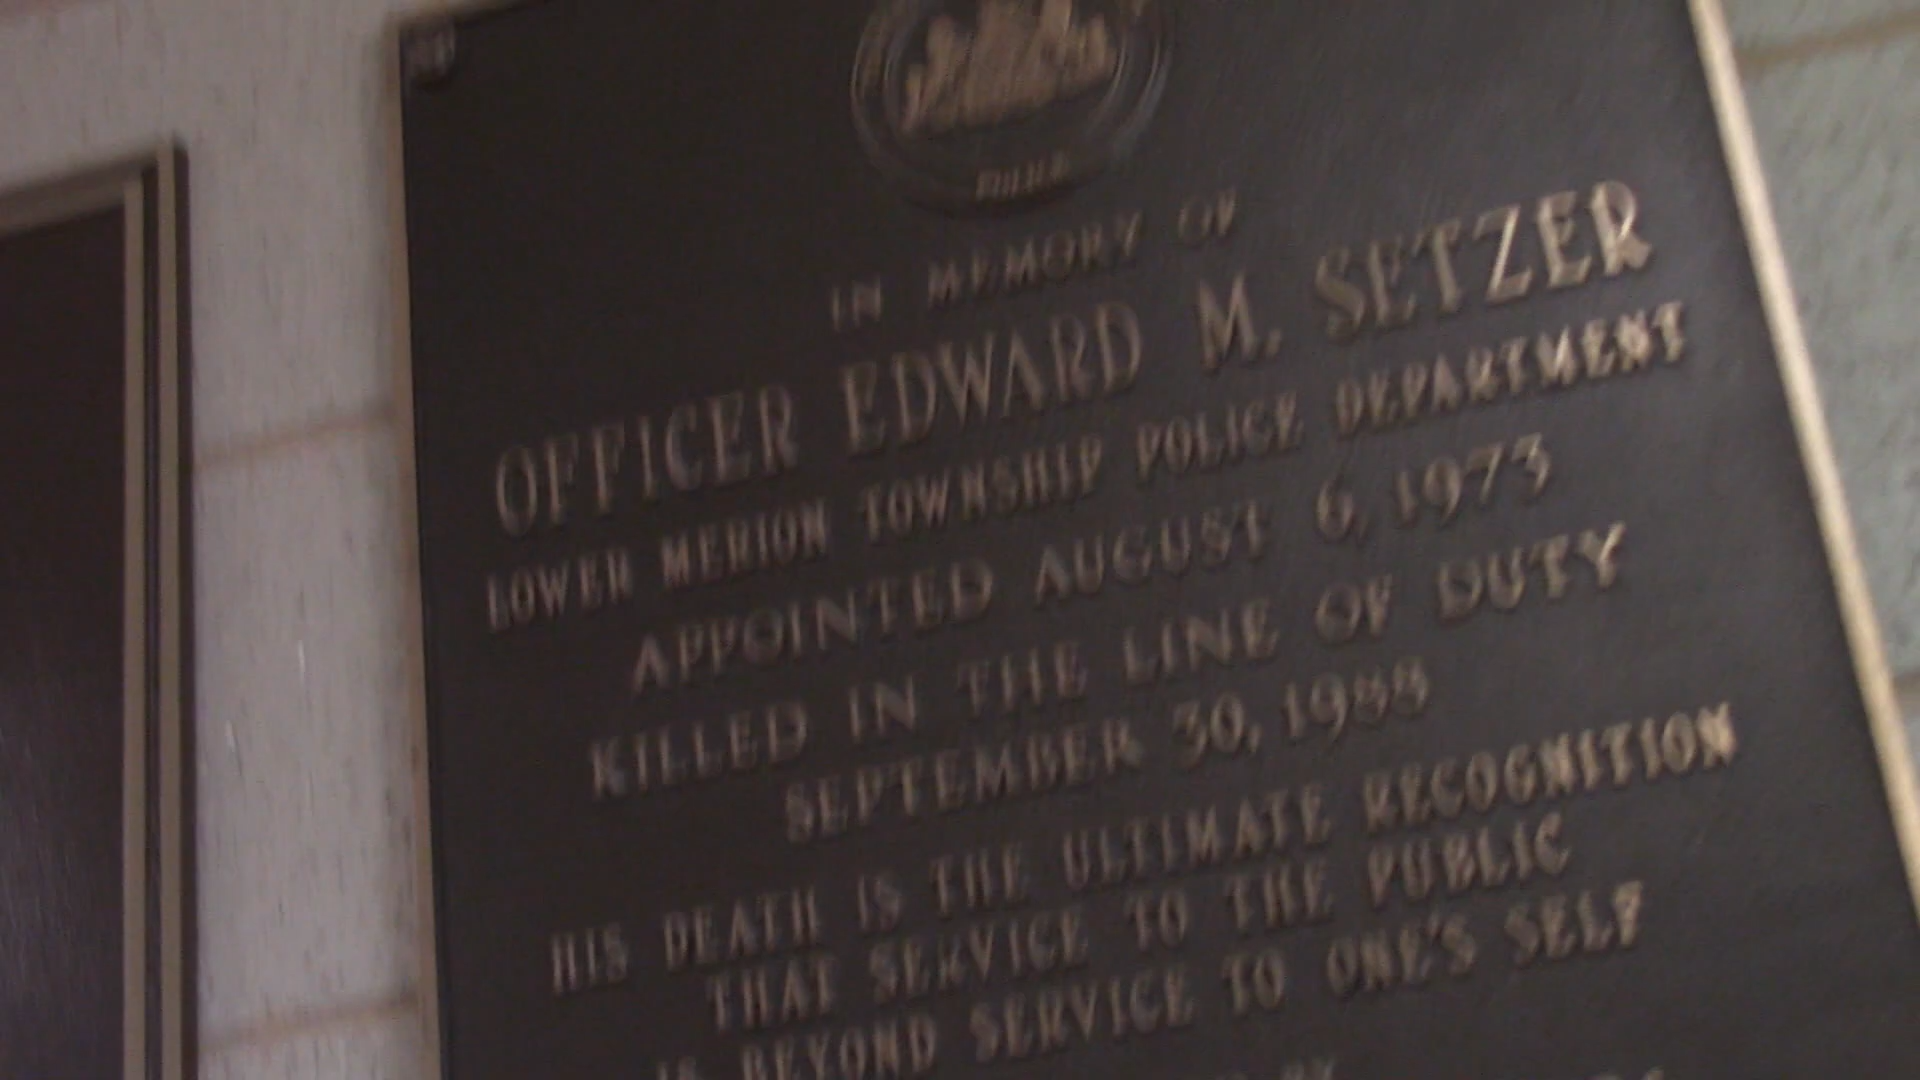 IN MEMORY OF
OFFICER EDWARD M. SETZER
LOWER MERION TOWNSHIP POLICE DEPARTMENT
APPOINTED AUGUST 6, 1973
KILLED IN THE LINE OF DUTY
SEPTEMBER 30, 1988
HIS DEATH IS THE ULTIMATE RECOGNITION
THAT SERVICE TO THE PUBLIC
IS BEYOND SERVICE TO ONE'S SELF